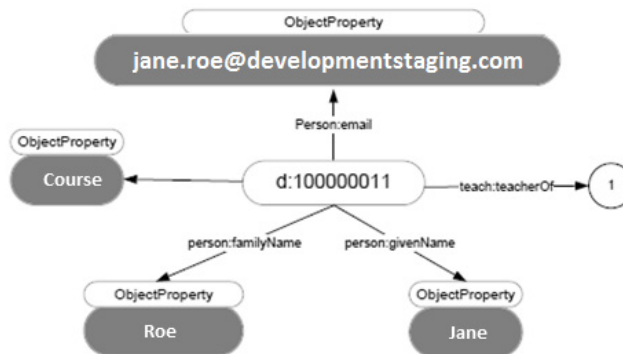 ObjectProperty
jane.roe@developmentstaging.com
Person:email
ObjectProperty
Course
d:100000011
teach:teacherOf
1
person:familyName
person:givenName
ObjectProperty
Roe
ObjectProperty
Jane